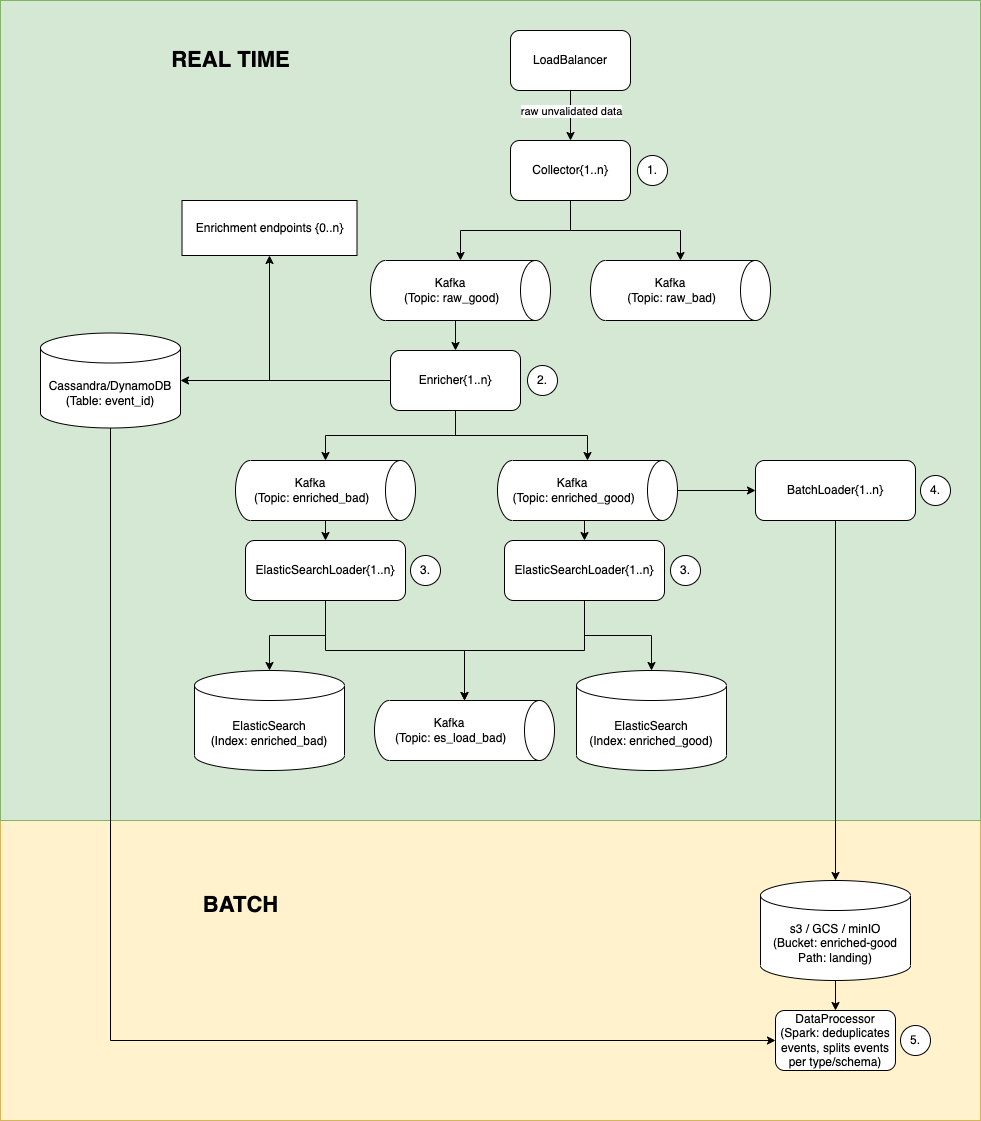 REAL TIME
LoadBalancer
raw unvalidated data
Collector{1..n}
1.
Enrichment endpoints {0..n}
Kafka
(Topic: raw_good)
Kafka
(Topic: raw_bad)
Cassandra/DynamoDB
(Table: event_id)
Enricher{1..n}
2.
Kafka
(Topic: enriched_bad)
Kafka
(Topic: enriched_good)
BatchLoader{1..n}
4.
ElasticSearchLoader{1..n}
3.
ElasticSearchLoader{1..n}
3.
ElasticSearch
(Index: enriched_bad)
Kafka
(Topic: es_load_bad)
ElasticSearch
(Index: enriched_good)
BATCH
s3 / GCS / minIO
(Bucket: enriched-good
Path: landing)
DataProcessor
(Spark: deduplicates
events, splits events
per type/schema)
5.